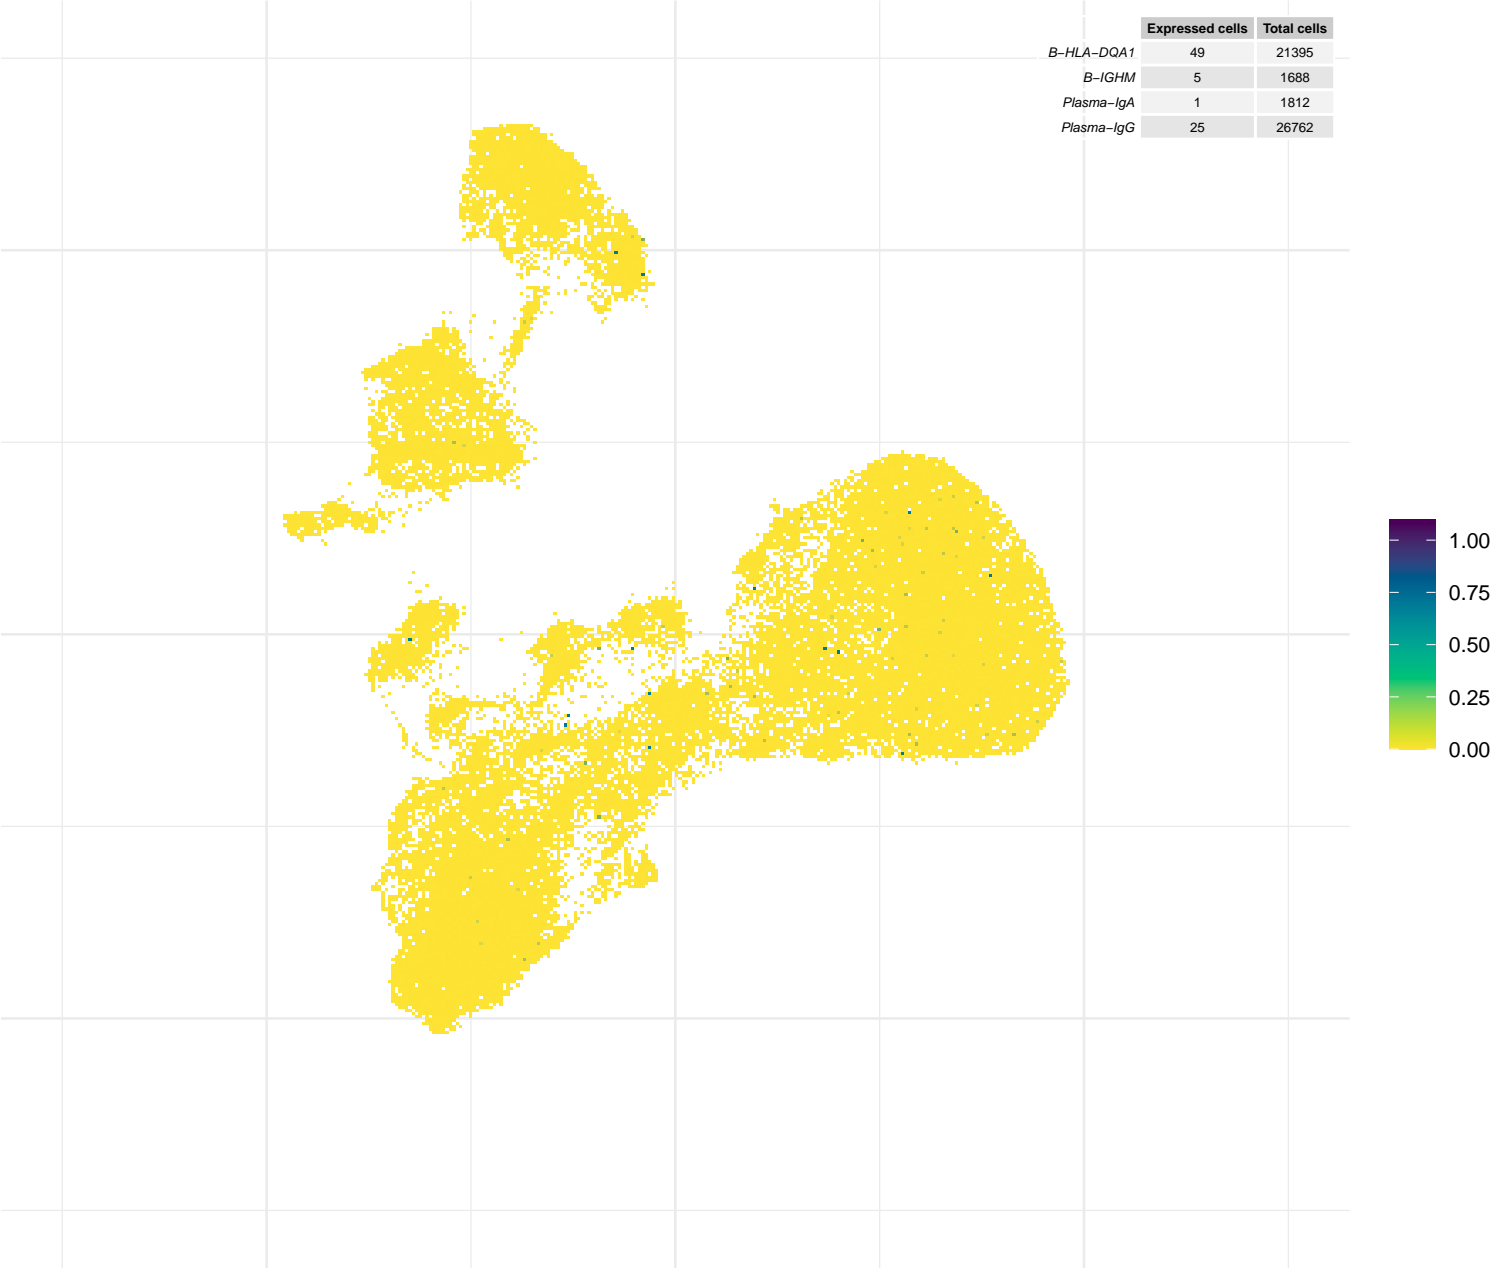 Expressed cells Total cells
B−HLA−DQA1 49 21395
B−IGHM 5 1688
Plasma−IgA 1 1812
Plasma−IgG 25 26762
1.00
0.75
0.50
0.25
0.00